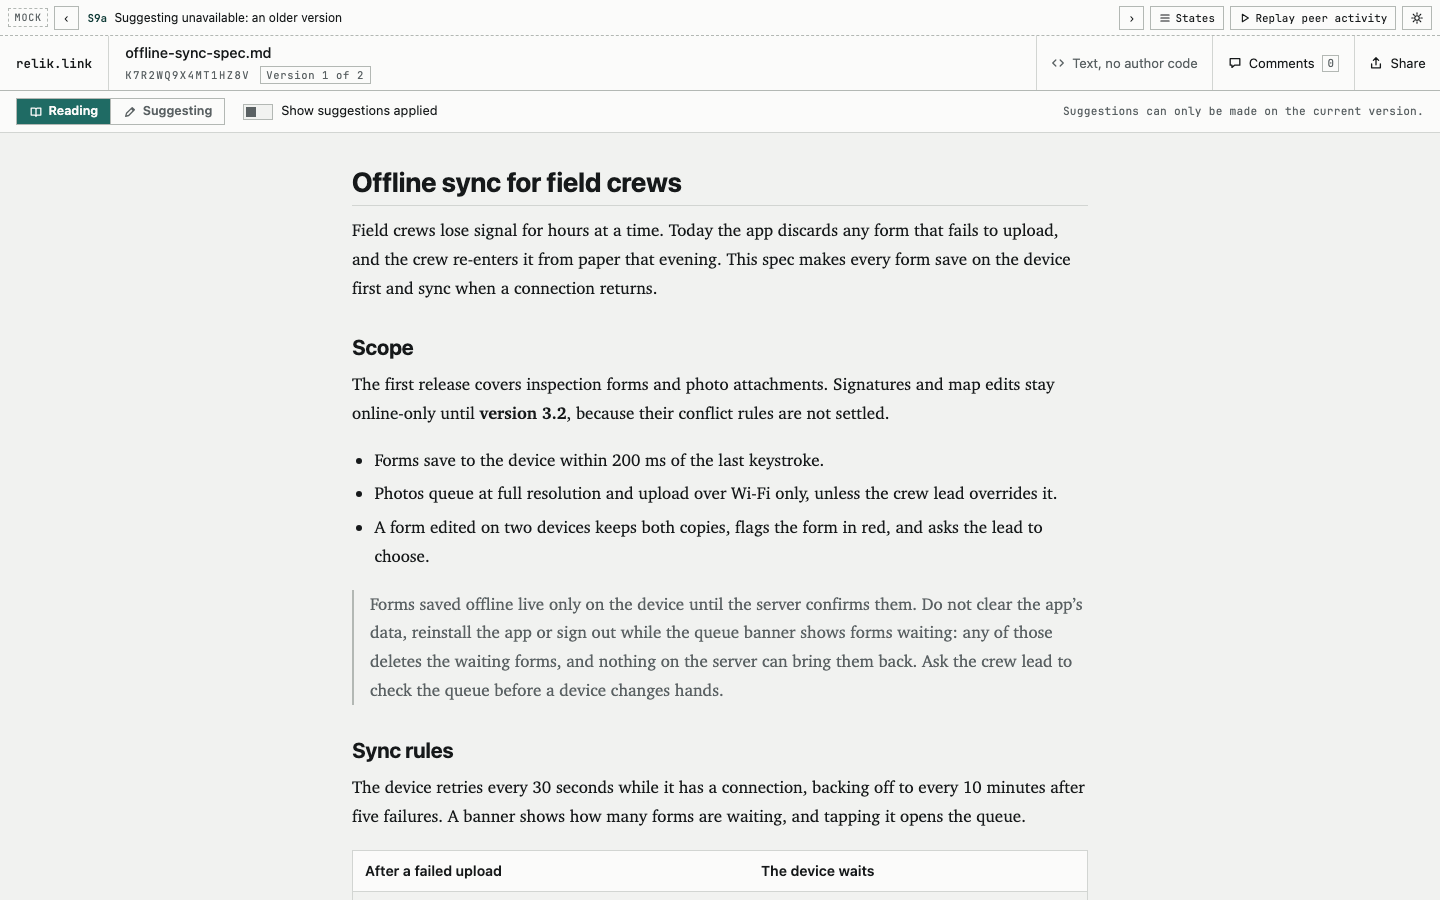 MOCK
‹
S9a Suggesting unavailable: an older version
›
States
Replay peer activity
relik.link
offline-sync-spec.md
K7R2WQ9X4MT1HZ8V
Version 1 of 2
Text, no author code
Comments 0
Share
Reading
Suggesting
Show suggestions applied
Suggestions can only be made on the current version.
Offline sync for field crews
Field crews lose signal for hours at a time. Today the app discards any form that fails to upload,
and the crew re-enters it from paper that evening. This spec makes every form save on the device
first and sync when a connection returns.
Scope
The first release covers inspection forms and photo attachments. Signatures and map edits stay
online-only until version 3.2, because their conflict rules are not settled.
• Forms save to the device within 200 ms of the last keystroke.
• Photos queue at full resolution and upload over Wi-Fi only, unless the crew lead overrides it.
• A form edited on two devices keeps both copies, flags the form in red, and asks the lead to
choose.
Forms saved offline live only on the device until the server confirms them. Do not clear the app’s
data, reinstall the app or sign out while the queue banner shows forms waiting: any of those
deletes the waiting forms, and nothing on the server can bring them back. Ask the crew lead to
check the queue before a device changes hands.
Sync rules
The device retries every 30 seconds while it has a connection, backing off to every 10 minutes after
five failures. A banner shows how many forms are waiting, and tapping it opens the queue.
After a failed upload
The device waits